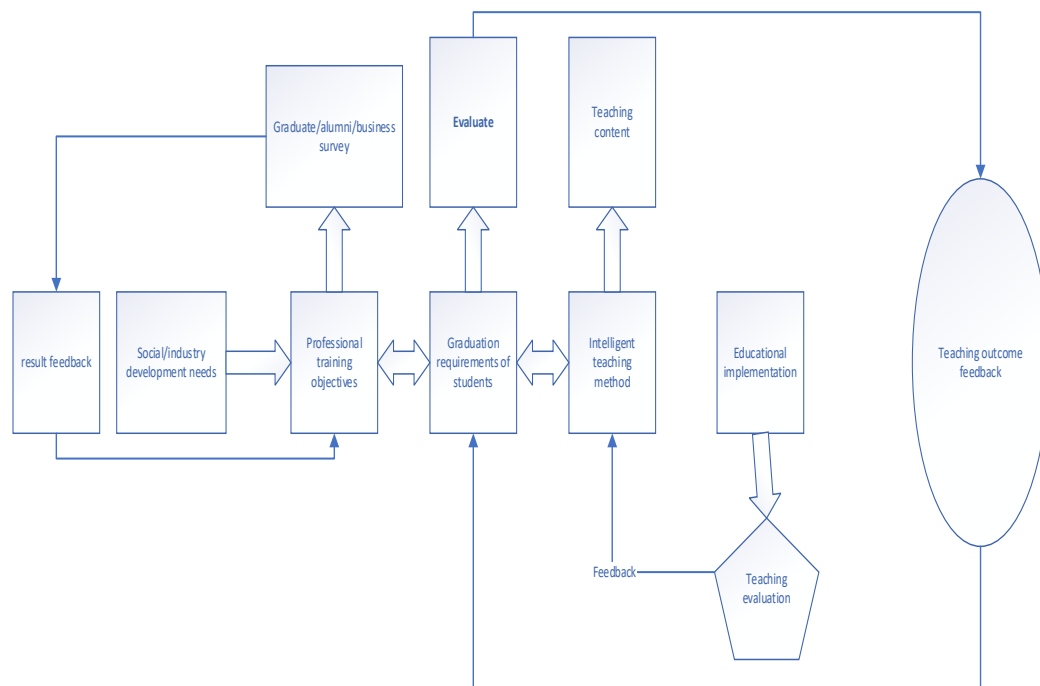 Graduate/alumni/business
survey
Evaluate
Teaching
content
result feedback
Social/industry
development needs
Professional
training
objectives
Graduation
requirements of
students
Intelligent
teaching
method
Educational
implementation
Teaching outcome
feedback
Feedback
Teaching
evaluation